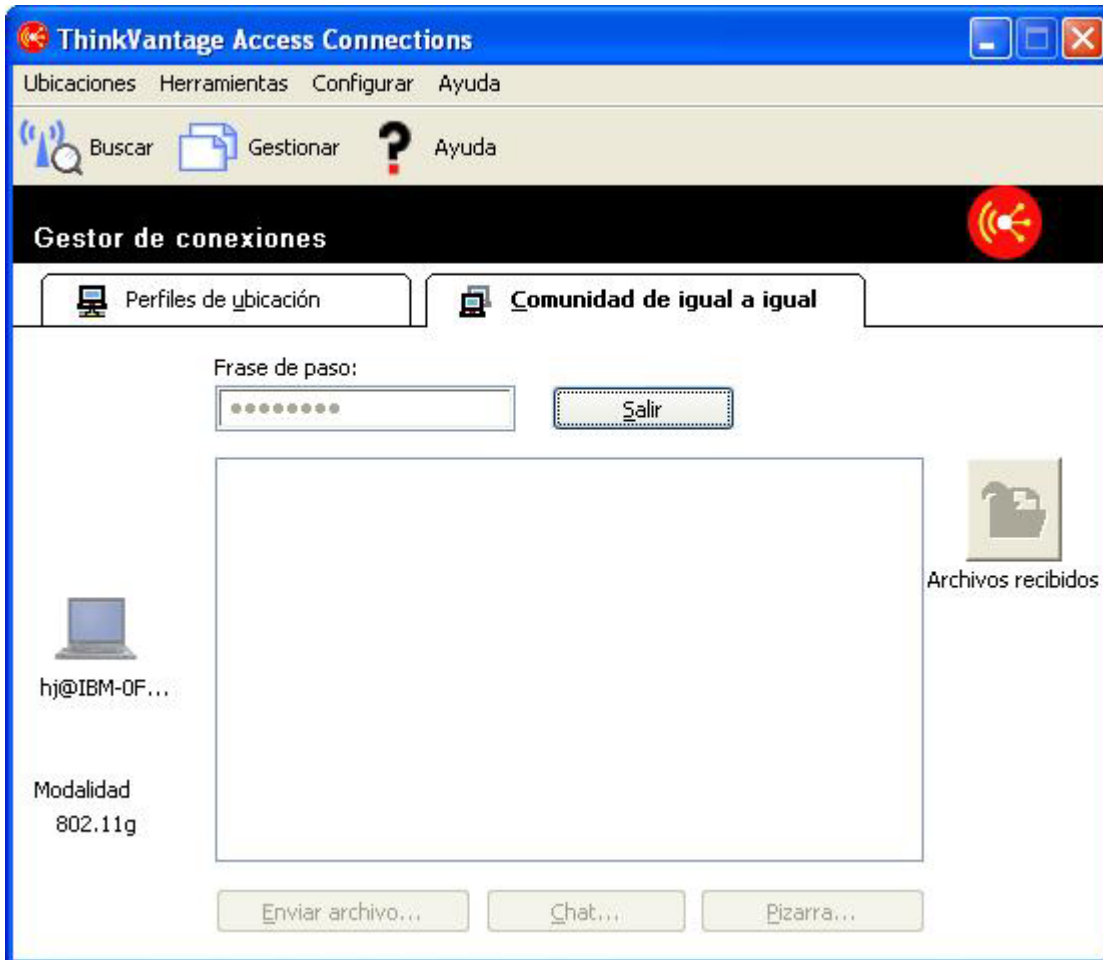 ThinkVantage Access Connections
Ubicaciones Herramientas Configurar Ayuda
Buscar Gestionar Ayuda
Gestor de conexiones
Perfiles de ubicación Comunidad de igual a igual
Frase de paso:
●●●●●●●● Salir
Archivos recibidos
hj@IBM-0F...
Modalidad
802.11g
Enviar archivo... Chat... Pizarra...